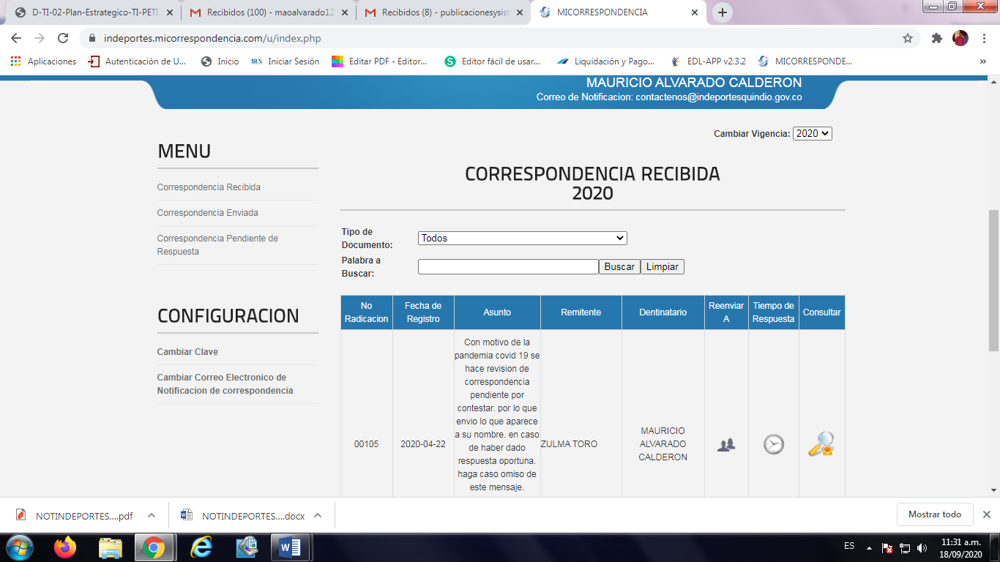 D-TI-02-Plan-Estrategico-TI-PETI
Recibidos (100) - maoalvarado12
Recibidos (8) - publicacionesysist
MICORRESPONDENCIA
indeportes.micorrespondencia.com/u/index.php
Aplicaciones
Autenticación de U...
Inicio
Iniciar Sesión
Editar PDF - Editor...
Editor fácil de usar...
Liquidación y Pago...
EDL-APP v2.3.2
MICORRESPONDE...
»
MAURICIO ALVARADO CALDERON
Correo de Notificacion: contactenos@indeportesquindio.gov.co
Cambiar Vigencia: 2020
MENU
Correspondencia Recibida
Correspondencia Enviada
Correspondencia Pendiente de
Respuesta
CONFIGURACION
Cambiar Clave
Cambiar Correo Electronico de
Notificacion de correspondencia
CORRESPONDENCIA RECIBIDA
2020
Tipo de
Documento:
Todos
Palabra a
Buscar:
Buscar
Limpiar
No
Radicacion
Fecha de
Registro
Asunto
Remitente
Dentinatario
Reenviar
A
Tiempo de
Respuesta
Consultar
00105
2020-04-22
Con motivo de la
pandemia covid 19 se
hace revision de
correspondencia
pendiente por
contestar. por lo que
envio lo que aparece
a su nombre. en caso
de haber dado
respuesta oportuna.
haga caso omiso de
este mensaje.
ZULMA TORO
MAURICIO
ALVARADO
CALDERON
NOTINDEPORTES....pdf
NOTINDEPORTES....docx
Mostrar todo
ES
11:31 a.m.
18/09/2020